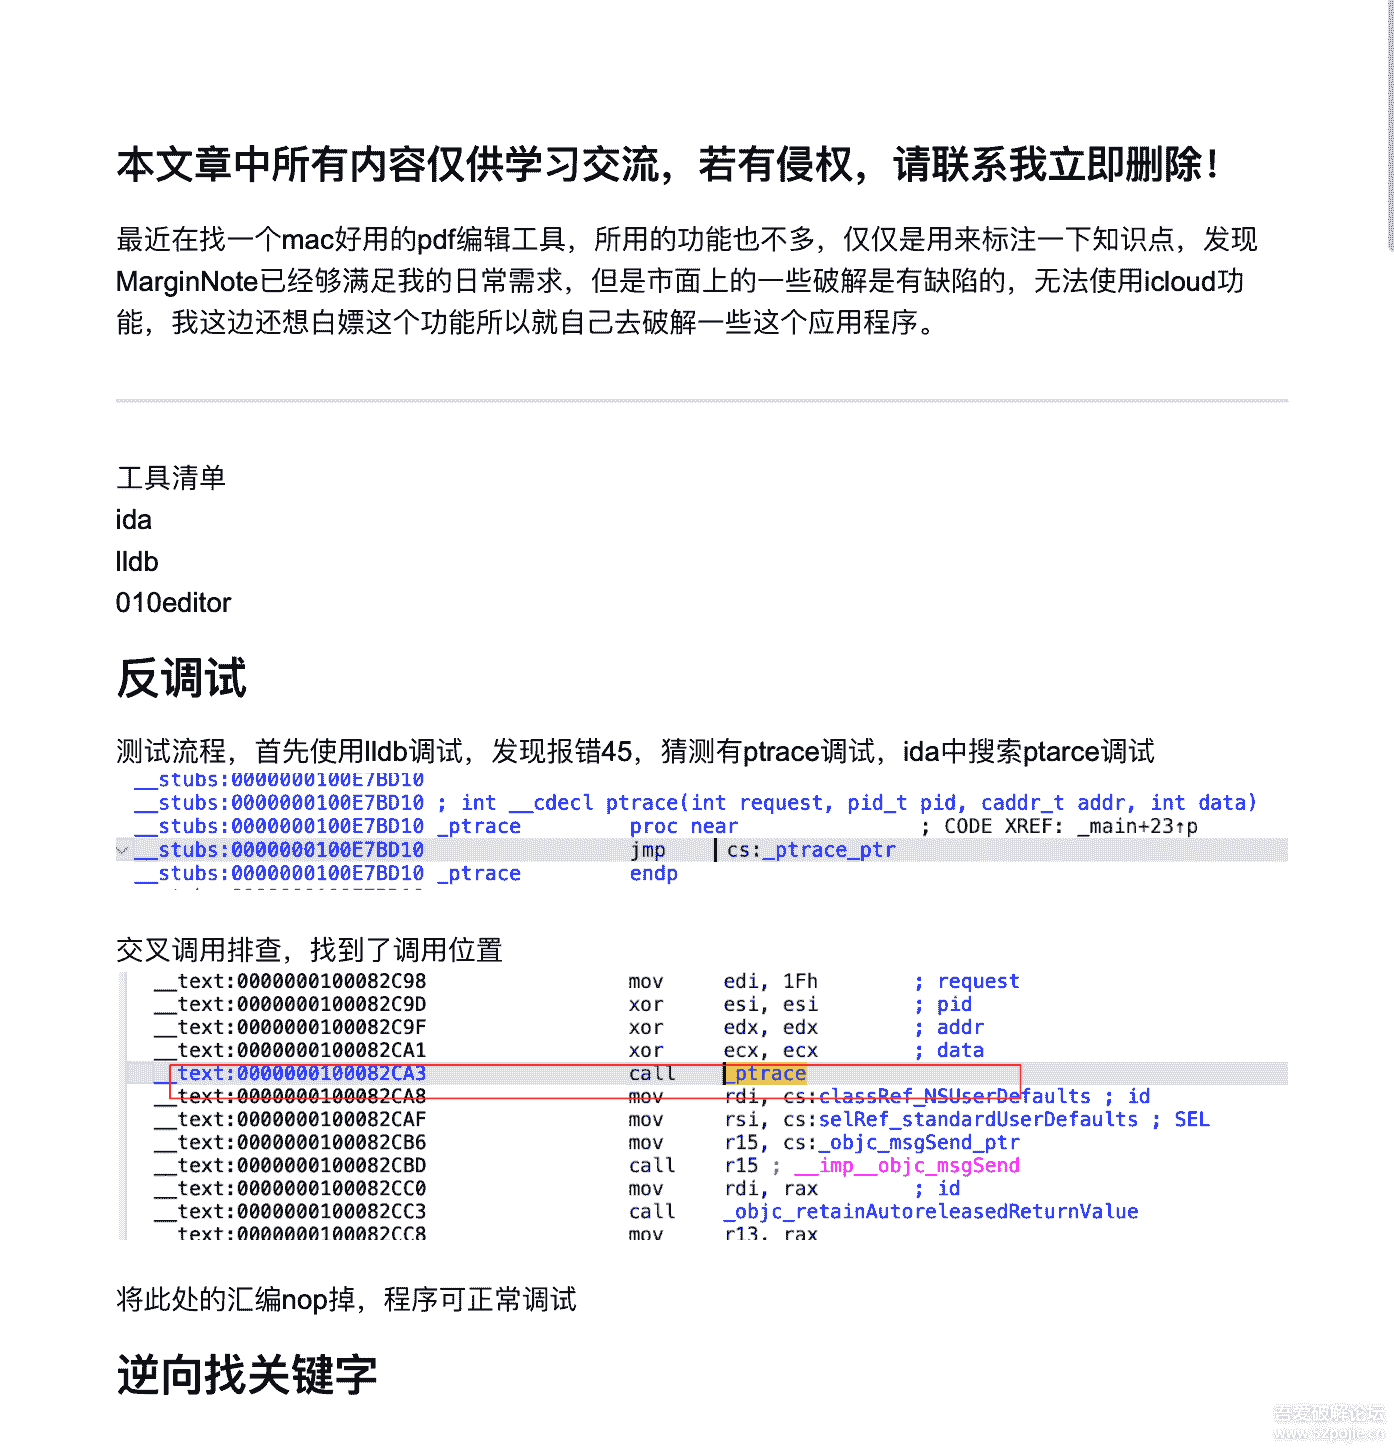 本文章中所有内容仅供学习交流，若有侵权，请联系我立即删除！
最近在找一个mac好用的pdf编辑工具，所用的功能也不多，仅仅是用来标注一下知识点，发现
MarginNote已经够满足我的日常需求，但是市面上的一些破解是有缺陷的，无法使用icloud功
能，我这边还想白嫖这个功能所以就自己去破解一些这个应用程序。
工具清单
ida
lldb
010editor
反调试
测试流程，首先使用lldb调试，发现报错45，猜测有ptrace调试，ida中搜索ptarce调试
__stubs:0000000100E7BD10
__stubs:0000000100E7BD10 ; int __cdecl ptrace(int request, pid_t pid, caddr_t addr, int data)
__stubs:0000000100E7BD10 _ptrace proc near ; CODE XREF: _main+23↑p
__stubs:0000000100E7BD10 jmp cs:_ptrace_ptr
__stubs:0000000100E7BD10 _ptrace endp
交叉调用排查，找到了调用位置
__text:0000000100082C98 mov edi, 1Fh ; request
__text:0000000100082C9D xor esi, esi ; pid
__text:0000000100082C9F xor edx, edx ; addr
__text:0000000100082CA1 xor ecx, ecx ; data
__text:0000000100082CA3 call _ptrace
__text:0000000100082CA8 mov rdi, cs:classRef_NSUserDefaults ; id
__text:0000000100082CAF mov rsi, cs:selRef_standardUserDefaults ; SEL
__text:0000000100082CB6 mov r15, cs:_objc_msgSend_ptr
__text:0000000100082CBD call r15 ; __imp__objc_msgSend
__text:0000000100082CC0 mov rdi, rax ; id
__text:0000000100082CC3 call _objc_retainAutoreleasedReturnValue
__text:0000000100082CC8 mov r13, rax
将此处的汇编nop掉，程序可正常调试
逆向找关键字
吾爱破解论坛
www.52pojie.cn